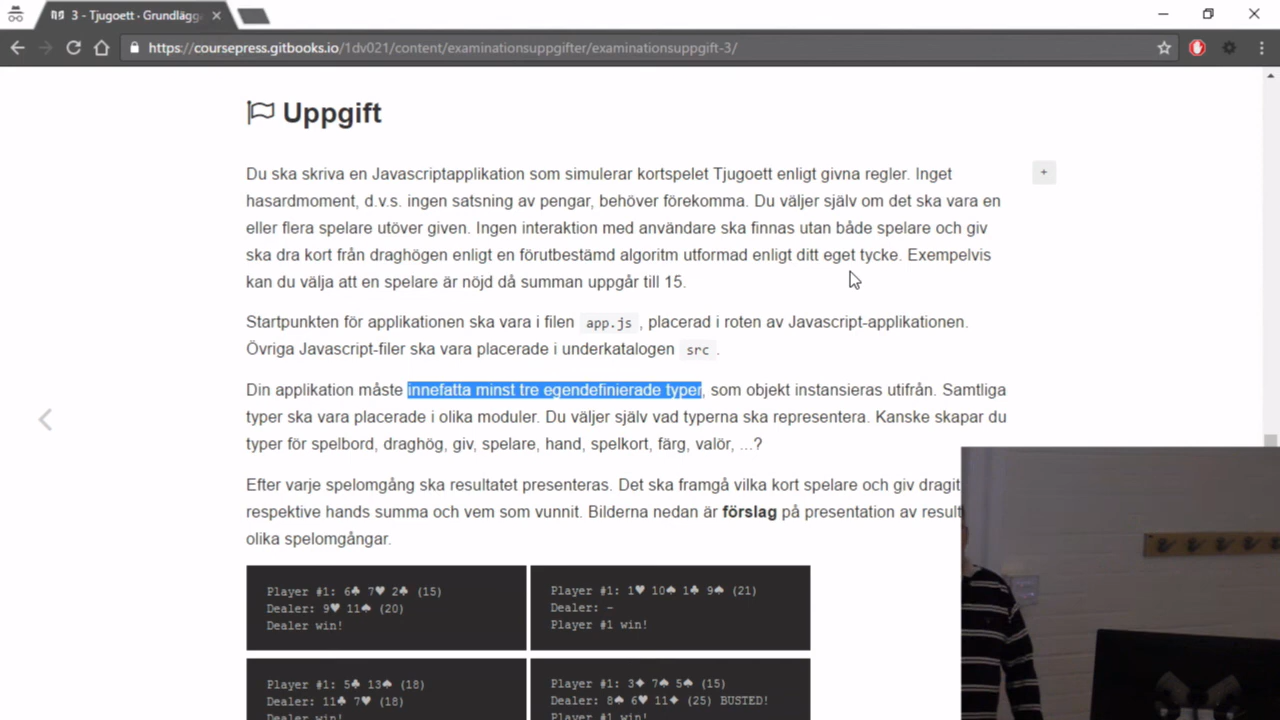 3 - Tjugoett · Grundlägg
https://coursepress.gitbooks.io/1dv021/content/examinationsuppgifter/examinationsuppgift-3/
Uppgift
Du ska skriva en Javascriptapplikation som simulerar kortspelet Tjugoett enligt givna regler. Inget
hasardmoment, d.v.s. ingen satsning av pengar, behöver förekomma. Du väljer själv om det ska vara en
eller flera spelare utöver given. Ingen interaktion med användare ska finnas utan både spelare och giv
ska dra kort från draghögen enligt en förutbestämd algoritm utformad enligt ditt eget tycke. Exempelvis
kan du välja att en spelare är nöjd då summan uppgår till 15.
+
Startpunkten för applikationen ska vara i filen app.js, placerad i roten av Javascript-applikationen.
Övriga Javascript-filer ska vara placerade i underkatalogen src.
Din applikation måste innefatta minst tre egendefinierade typer, som objekt instansieras utifrån. Samtliga
typer ska vara placerade i olika moduler. Du väljer själv vad typerna ska representera. Kanske skapar du
typer för spelbord, draghög, giv, spelare, hand, spelkort, färg, valör, ...?
Efter varje spelomgång ska resultatet presenteras. Det ska framgå vilka kort spelare och giv dragit
respektive hands summa och vem som vunnit. Bilderna nedan är förslag på presentation av result
olika spelomgångar.
Player #1: 6♣ 7♥ 2♣ (15)
Dealer: 9♥ 11♠ (20)
Dealer win!
Player #1: 1♥ 10♠ 1♣ 9♠ (21)
Dealer: -
Player #1 win!
Player #1: 5♣ 13♠ (18)
Dealer: 11♣ 7♥ (18)
Dealer win!
Player #1: 3♦ 7♠ 5♠ (15)
Dealer: 8♠ 6♥ 11♦ (25) BUSTED!
Player #1 win!